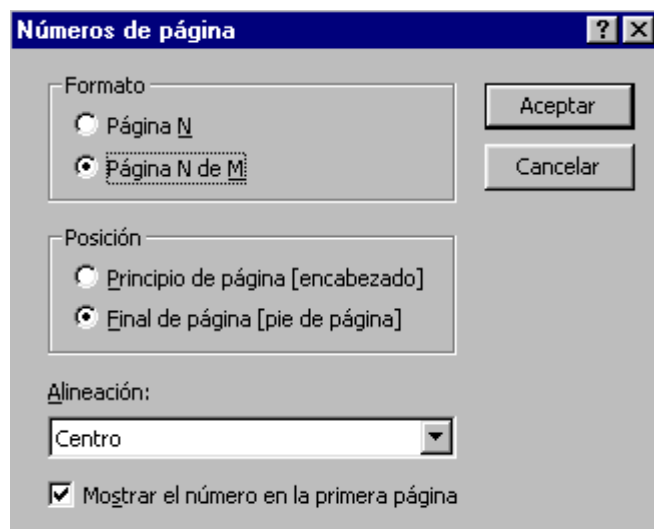 Números de página
Formato
Página N
Página N de M
Aceptar
Cancelar
Posición
Principio de página [encabezado]
Final de página [pie de página]
Alineación:
Centro
Mostrar el número en la primera página